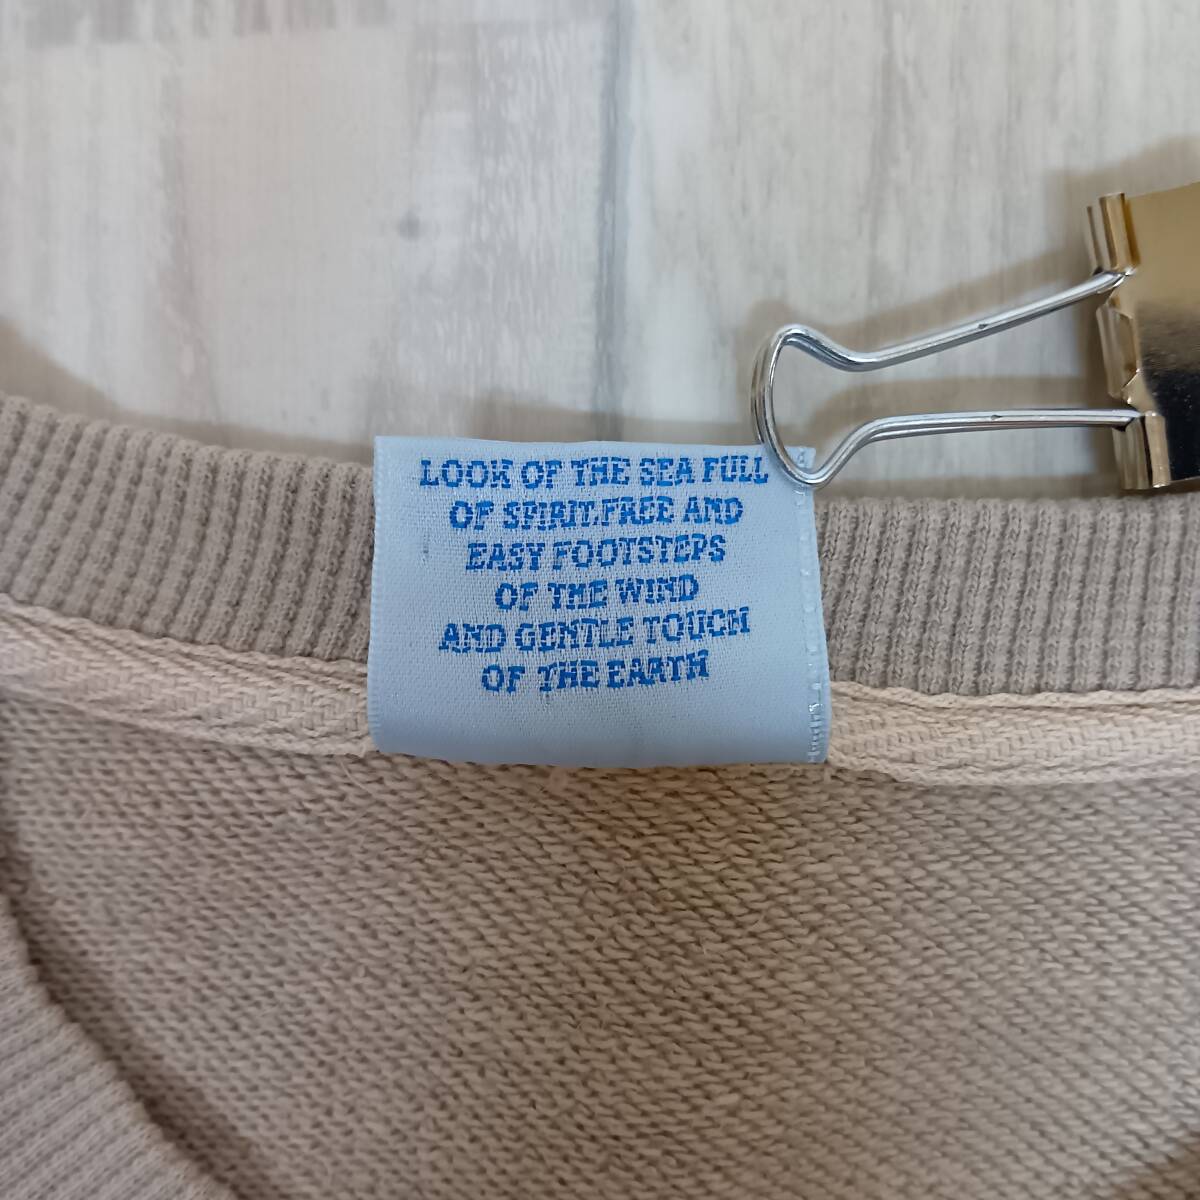 LOOK OF THE SEA FULL
OF SPIRIT.FREE AND
EASY FOOTSTEPS
OF THE WIND
AND GENTLE TOUCH
OF THE EARTH